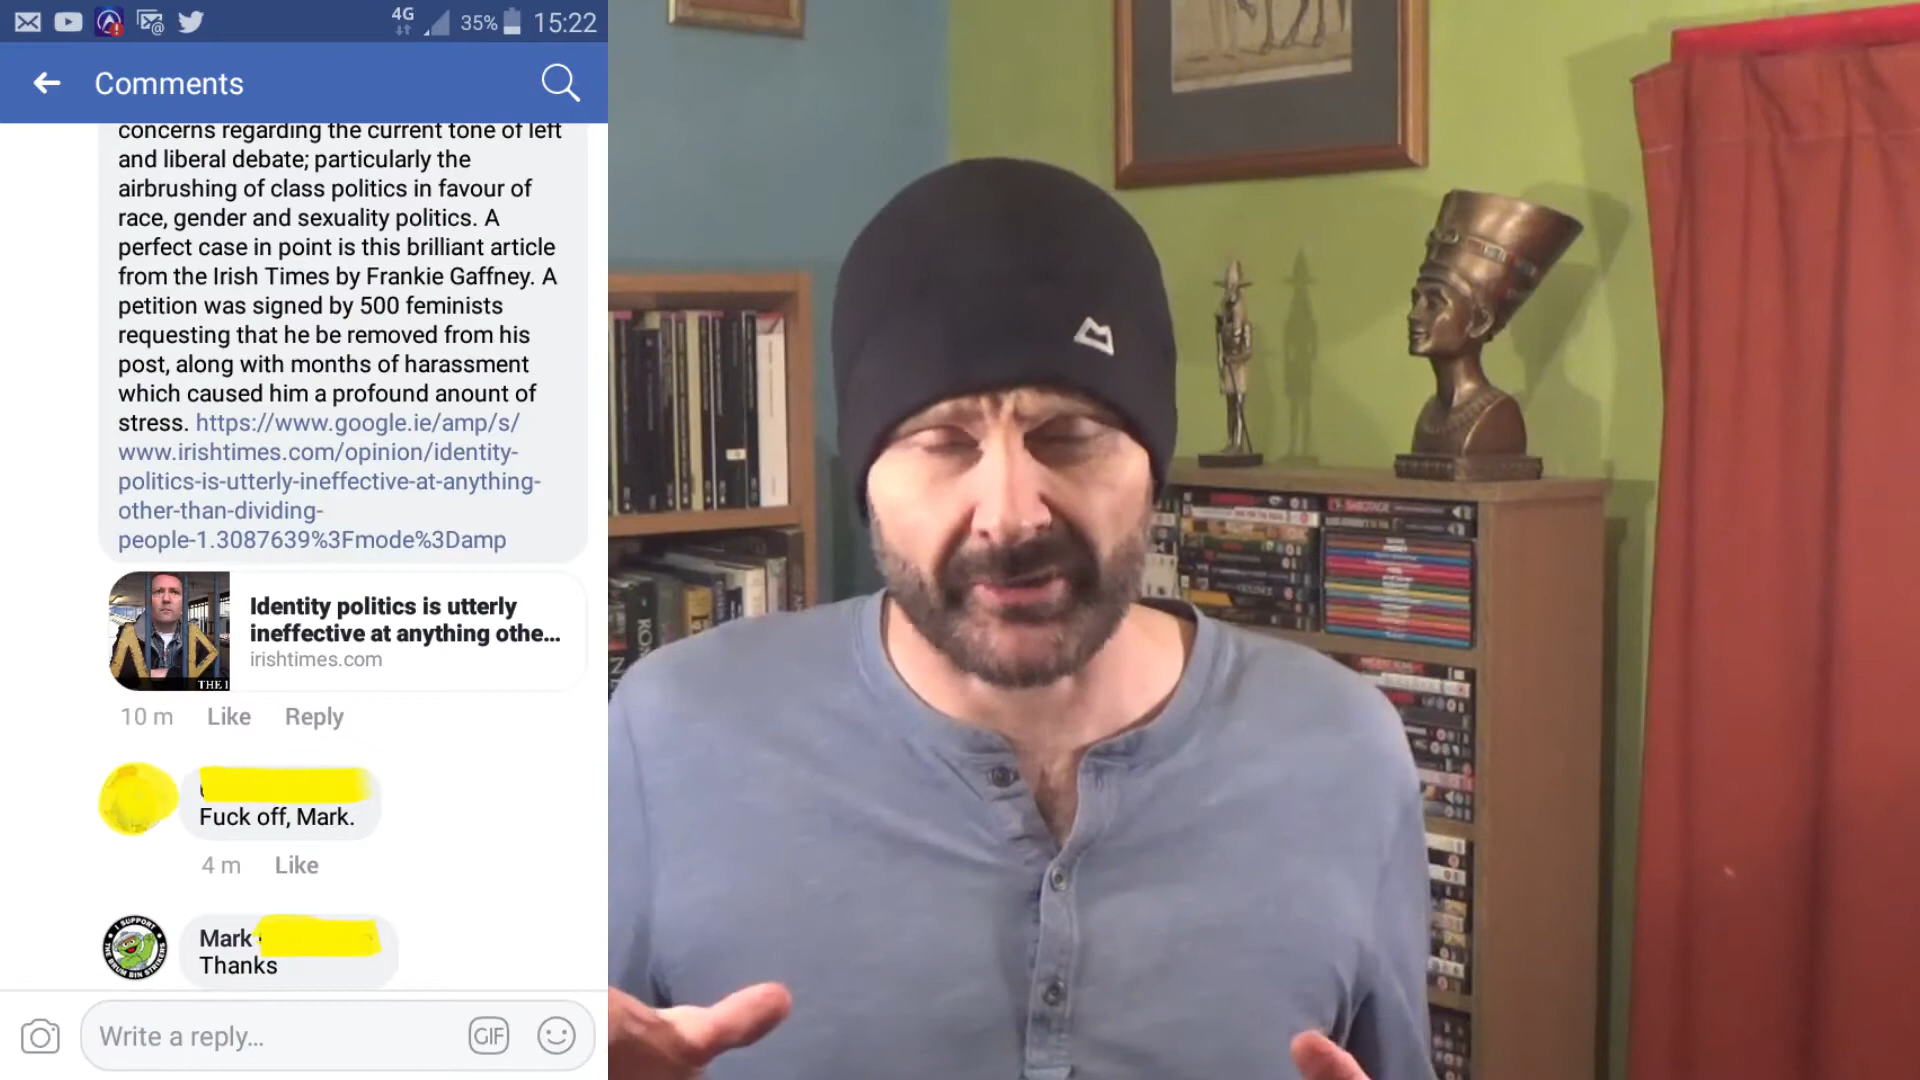 4G 35% 15:22
Comments
concerns regarding the current tone of left
and liberal debate; particularly the
airbrushing of class politics in favour of
race, gender and sexuality politics. A
perfect case in point is this brilliant article
from the Irish Times by Frankie Gaffney. A
petition was signed by 500 feminists
requesting that he be removed from his
post, along with months of harassment
which caused him a profound anount of
stress. https://www.google.ie/amp/s/
www.irishtimes.com/opinion/identity-
politics-is-utterly-ineffective-at-anything-
other-than-dividing-
people-1.3087639%3Fmode%3Damp
Identity politics is utterly
ineffective at anything othe...
irishtimes.com
THE
10 m Like Reply
Fuck off, Mark.
4 m Like
I SUPPORT
THE BRUM BIN STRIKERS
Mark
Thanks
Write a reply...
GIF